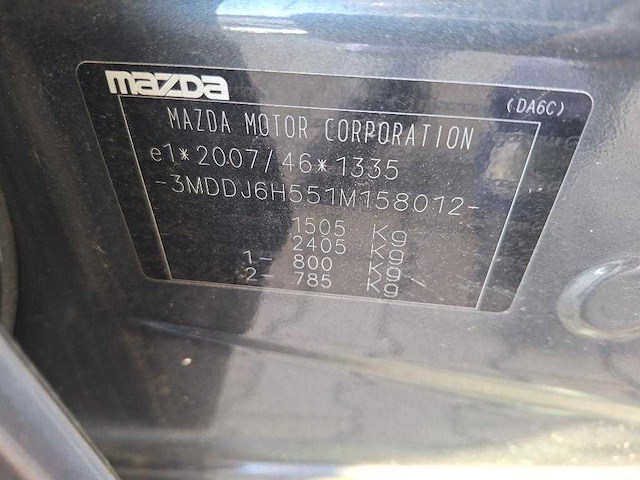 mazda
(DA6C)
MAZDA MOTOR CORPORATION
e1*2007/46*1335
-3MDDJ6H551M158012-
1505 Kg
2405 Kg
1- 800 Kg
2- 785 Kg